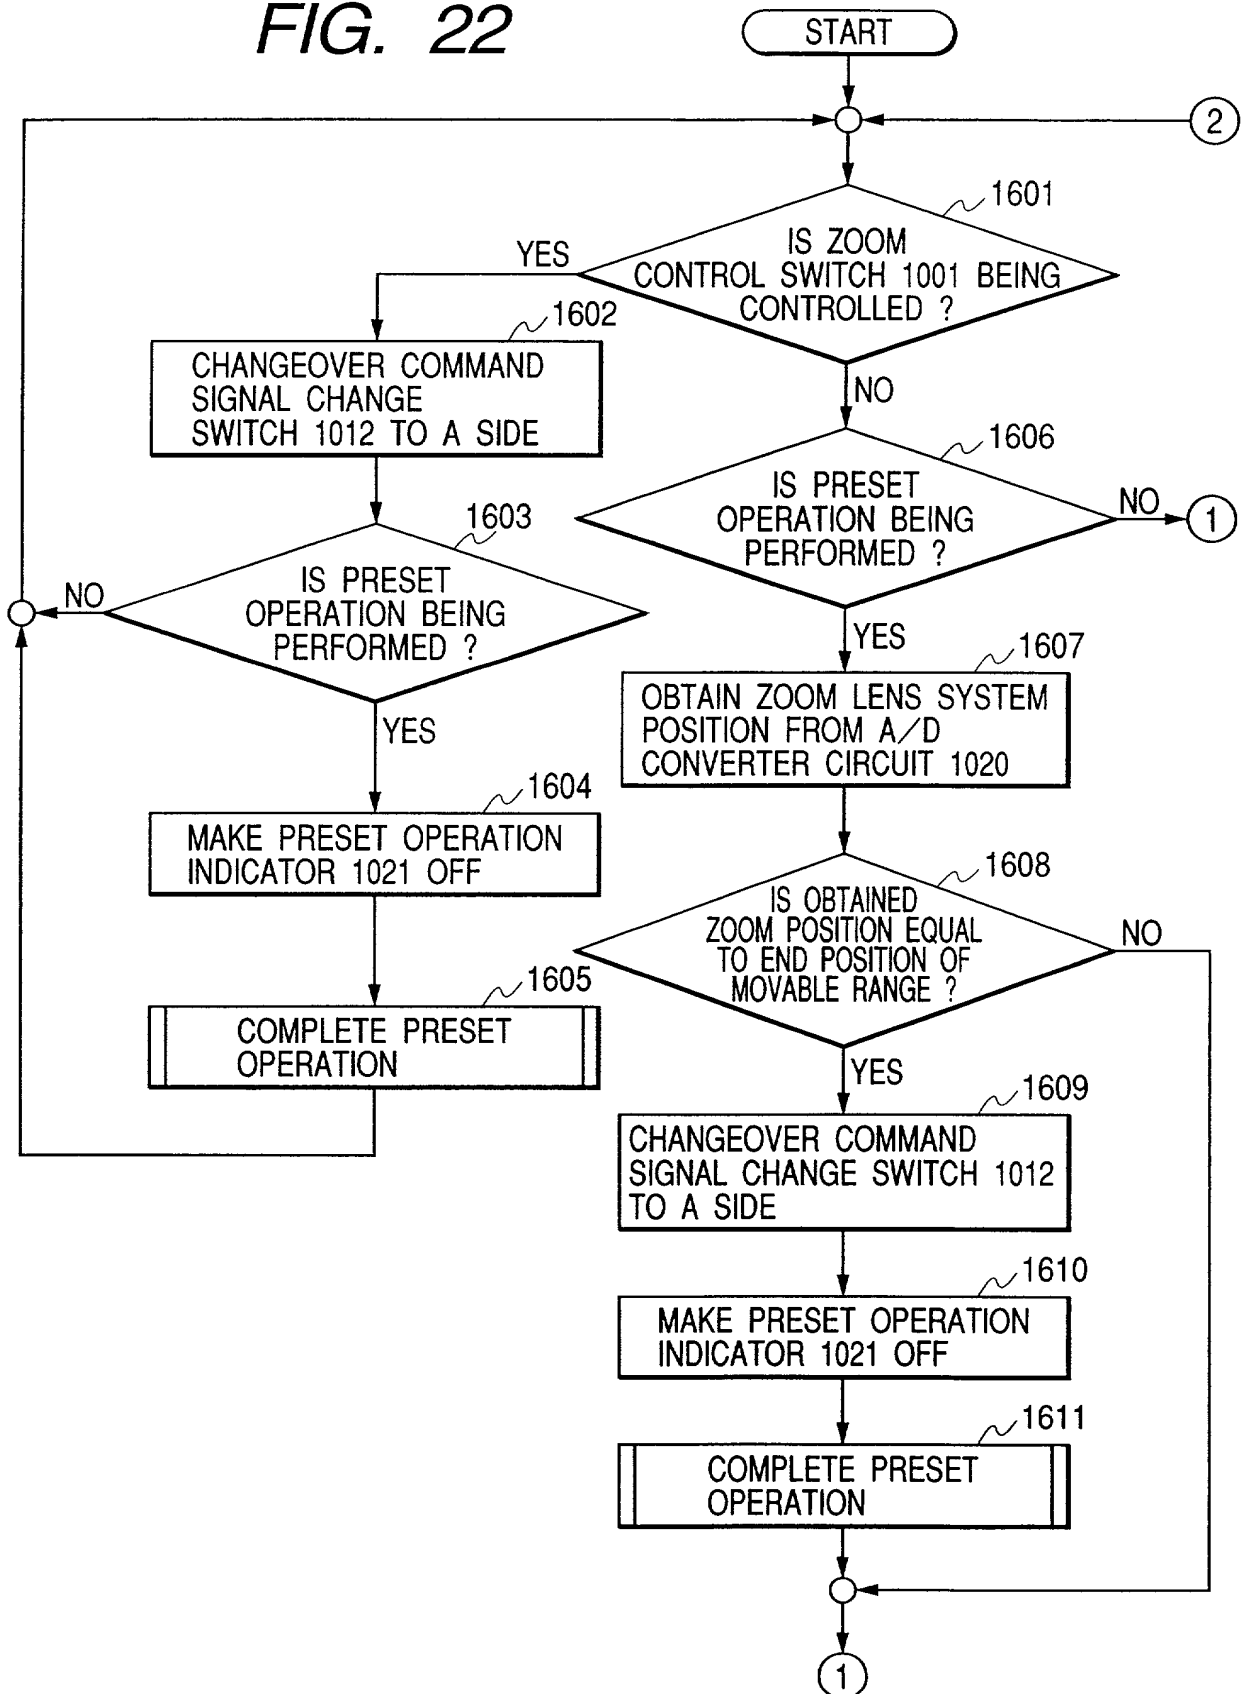 FIG. 22
START
2
1601
IS ZOOM
CONTROL SWITCH 1001 BEING
CONTROLLED ?
YES
NO
1602
CHANGEOVER COMMAND
SIGNAL CHANGE
SWITCH 1012 TO A SIDE
1603
IS PRESET
OPERATION BEING
PERFORMED ?
NO
YES
1604
MAKE PRESET OPERATION
INDICATOR 1021 OFF
1605
COMPLETE PRESET
OPERATION
1606
IS PRESET
OPERATION BEING
PERFORMED ?
NO
1
YES
1607
OBTAIN ZOOM LENS SYSTEM
POSITION FROM A/D
CONVERTER CIRCUIT 1020
1608
IS OBTAINED
ZOOM POSITION EQUAL
TO END POSITION OF
MOVABLE RANGE ?
NO
YES
1609
CHANGEOVER COMMAND
SIGNAL CHANGE SWITCH 1012
TO A SIDE
1610
MAKE PRESET OPERATION
INDICATOR 1021 OFF
1611
COMPLETE PRESET
OPERATION
1